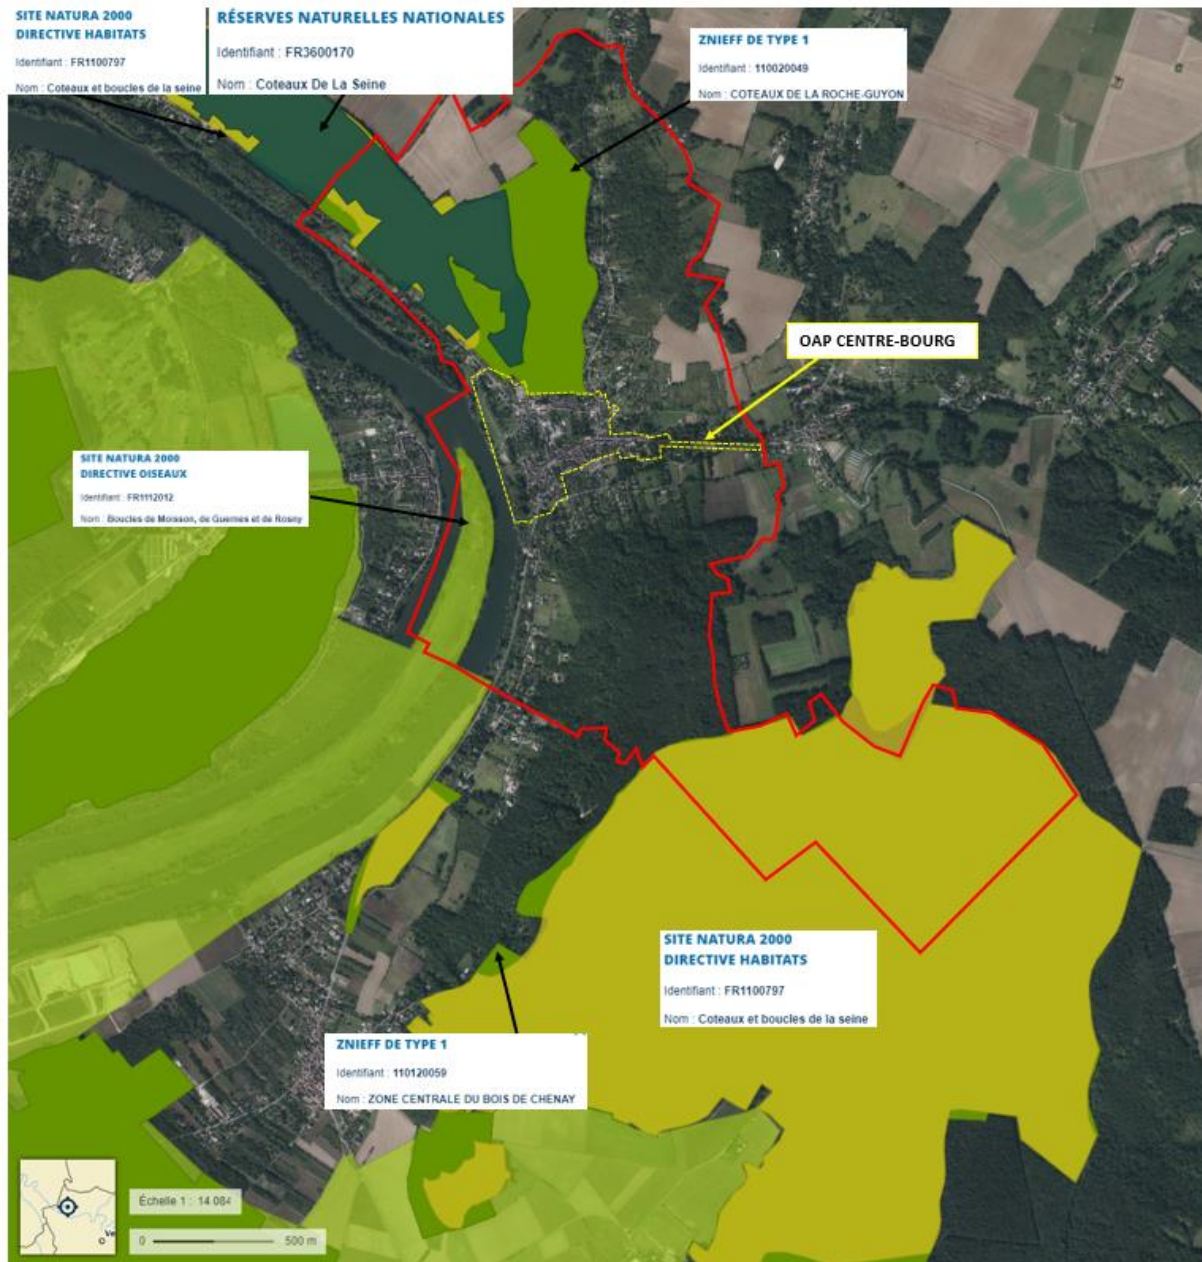 SITE NATURA 2000
DIRECTIVE HABITATS
Identifiant : FR1100797
Nom : Coteaux et boucles de la seine
RÉSERVES NATURELLES NATIONALES
Identifiant : FR3600170
Nom : Coteaux De La Seine
ZNIEFF DE TYPE 1
Identifiant : 110020049
Nom : COTEAUX DE LA ROCHE-GUYON
OAP CENTRE-BOURG
SITE NATURA 2000
DIRECTIVE OISEAUX
Identifiant : FR1112012
Nom : Boucles de Moisson, de Guernes et de Rosny
SITE NATURA 2000
DIRECTIVE HABITATS
Identifiant : FR1100797
Nom : Coteaux et boucles de la seine
ZNIEFF DE TYPE 1
Identifiant : 110120059
Nom : ZONE CENTRALE DU BOIS DE CHENAY
Échelle 1 : 14 084
Ve
0 500 m